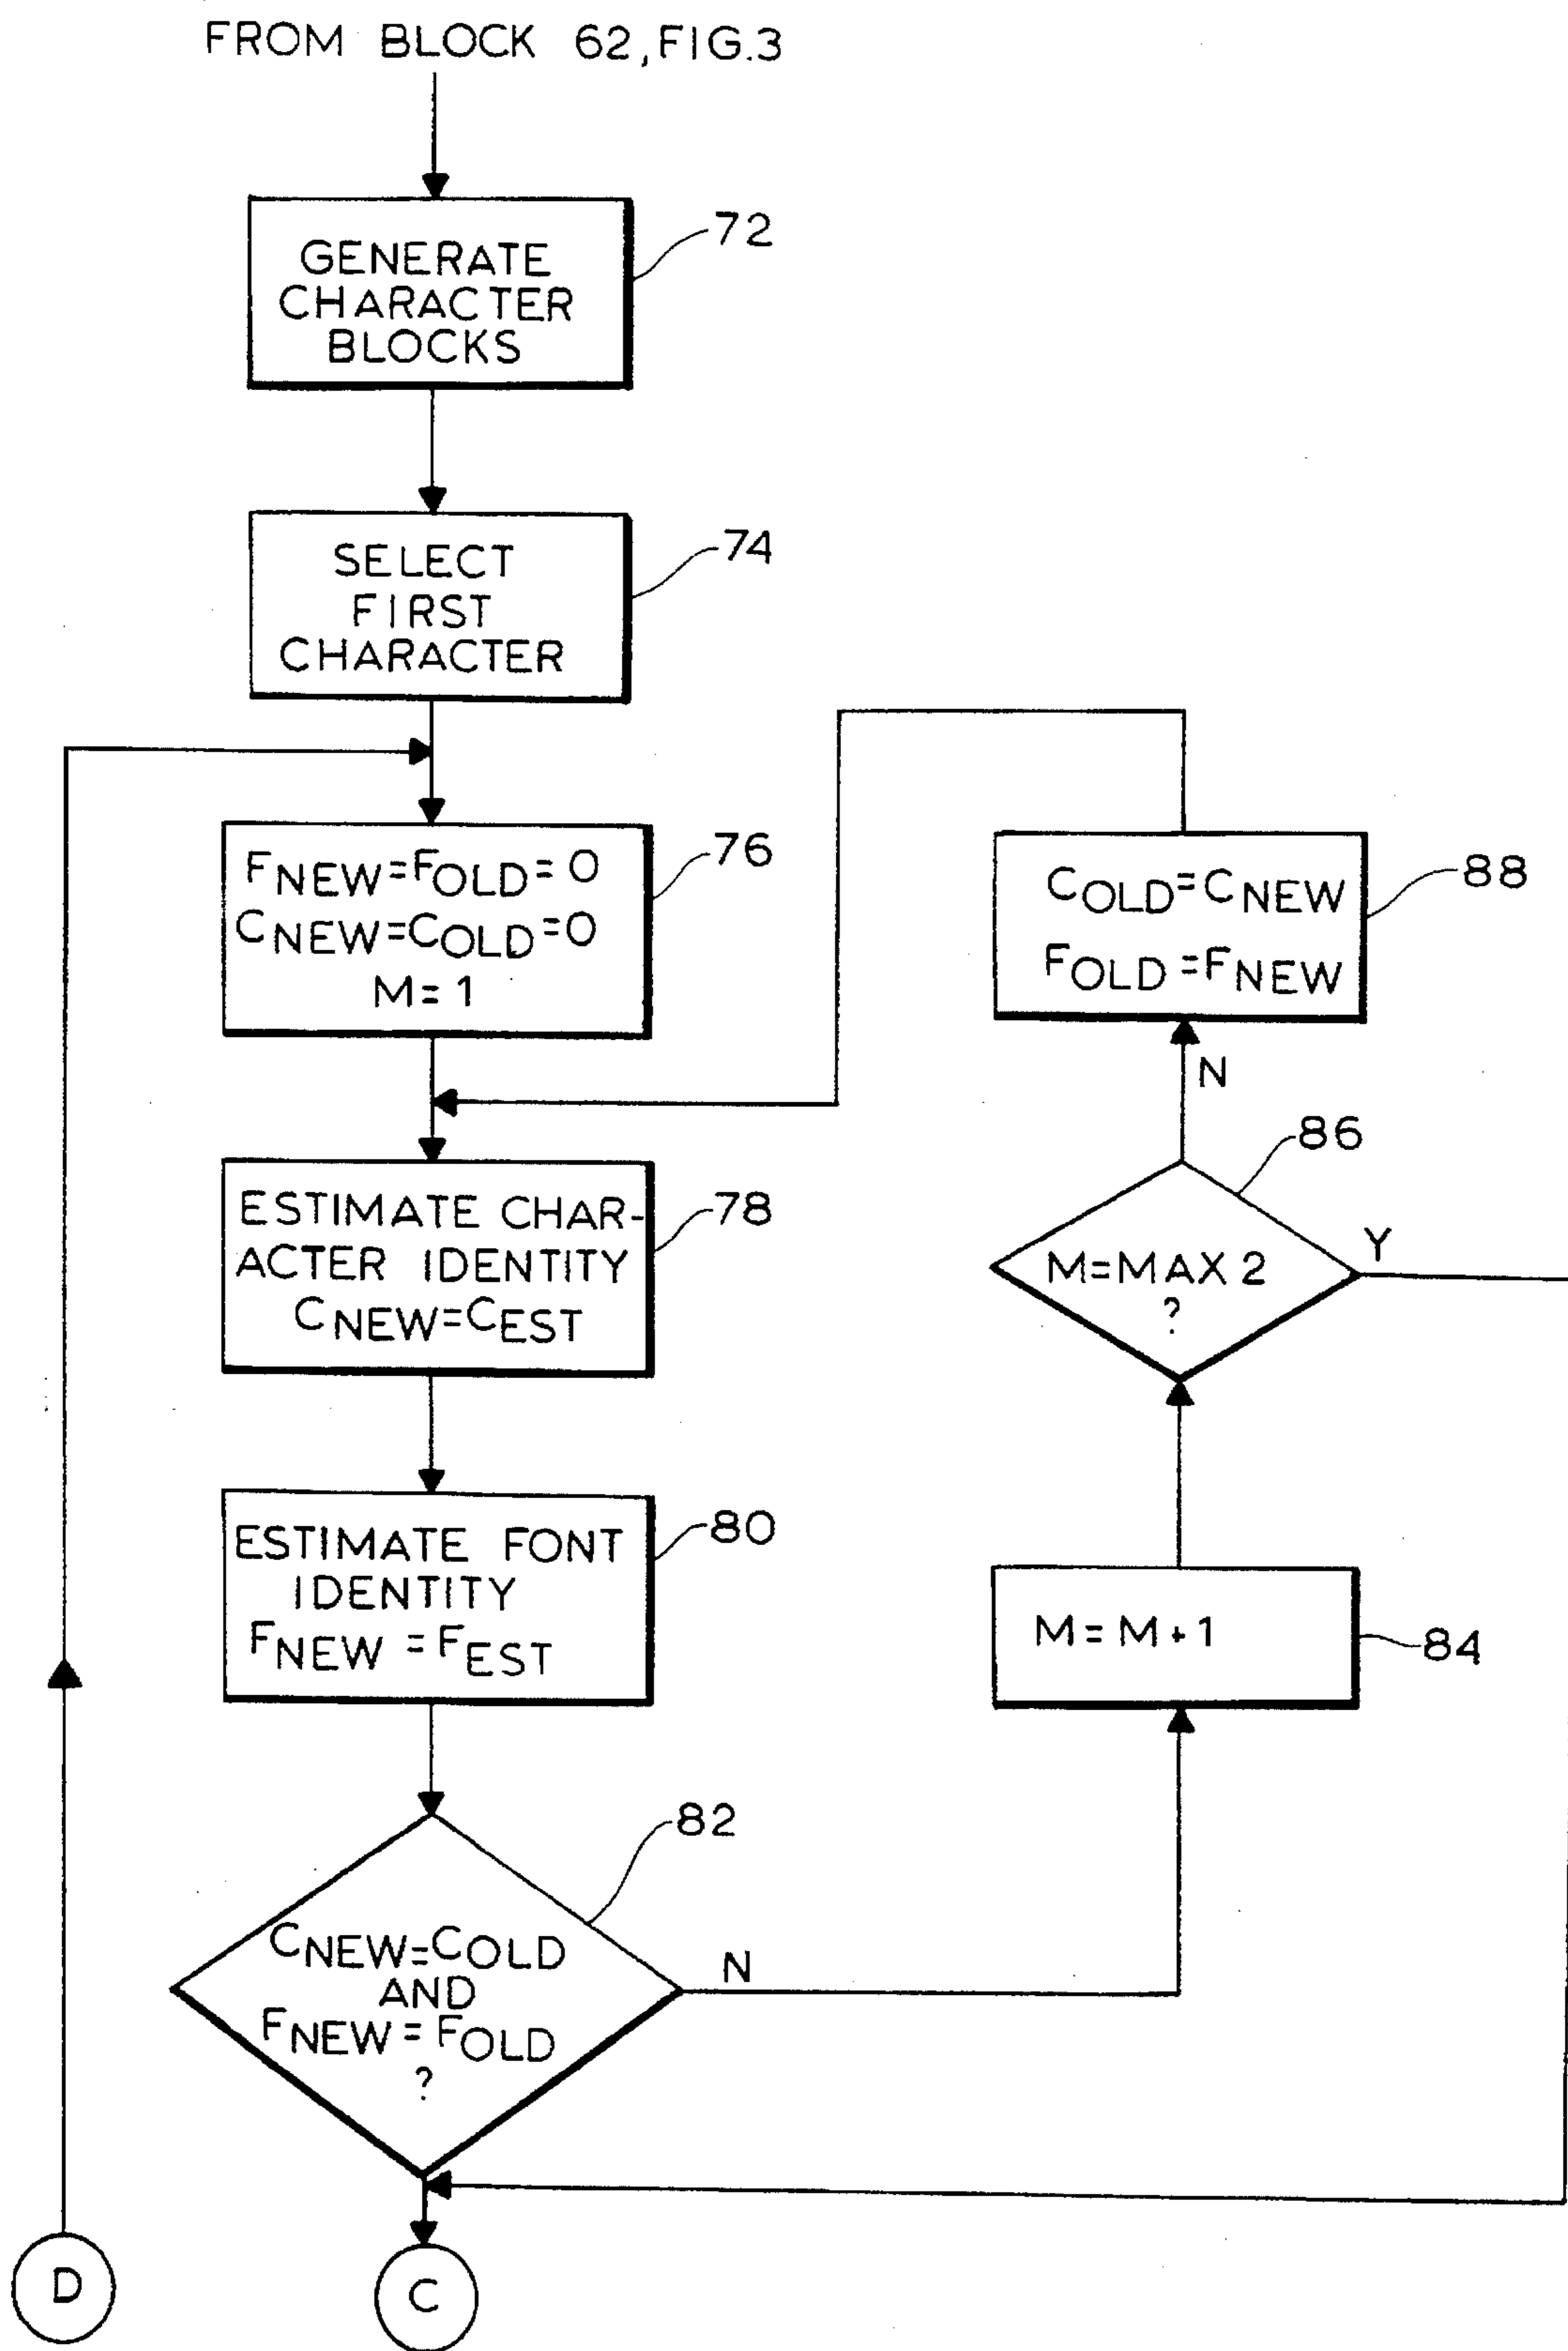 FROM BLOCK 62, FIG.3
72
GENERATE
CHARACTER
BLOCKS
74
SELECT
FIRST
CHARACTER
76
FNEW=FOLD=0
CNEW=COLD=0
M=1
88
COLD=CNEW
FOLD=FNEW
N
86
78
ESTIMATE CHAR-
ACTER IDENTITY
CNEW=CEST
Y
M=MAX 2
?
80
ESTIMATE FONT
IDENTITY
FNEW=FEST
M=M+1
84
82
CNEW=COLD
AND
FNEW=FOLD
?
N
D
C